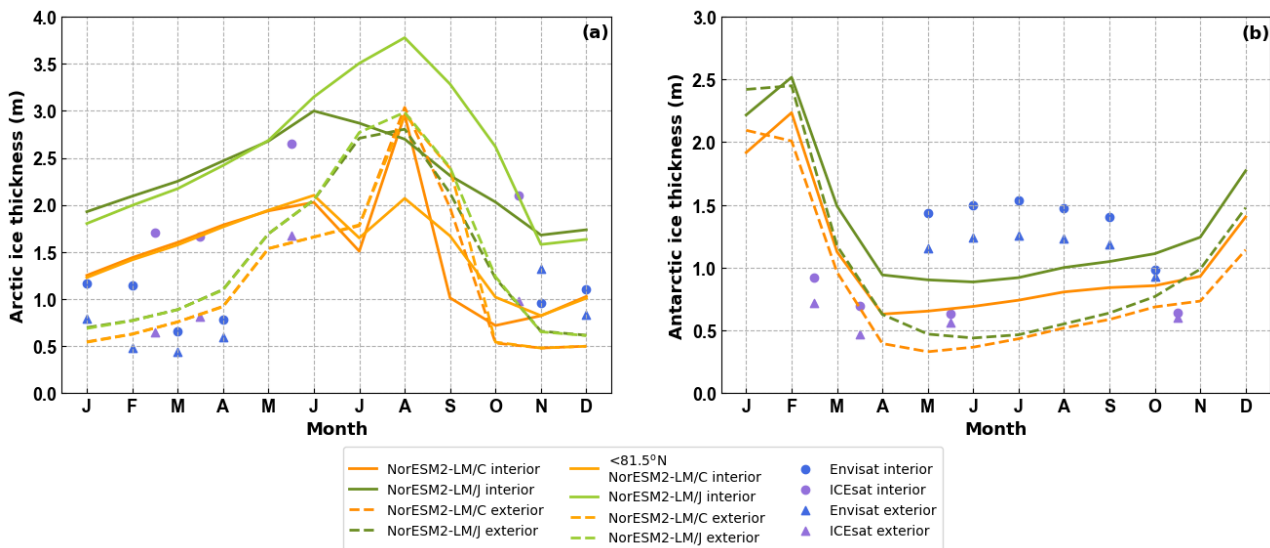 (a)
Arctic ice thickness (m)
4.0
3.5
3.0
2.5
2.0
1.5
1.0
0.5
0.0
J F M A M J J A S O N D
Month
(b)
Antarctic ice thickness (m)
3.0
2.5
2.0
1.5
1.0
0.5
0.0
J F M A M J J A S O N D
Month
NorESM2-LM/C interior
NorESM2-LM/J interior
NorESM2-LM/C exterior
NorESM2-LM/J exterior
<81.5⁰N
NorESM2-LM/C interior
NorESM2-LM/J interior
NorESM2-LM/C exterior
NorESM2-LM/J exterior
Envisat interior
ICEsat interior
Envisat exterior
ICEsat exterior